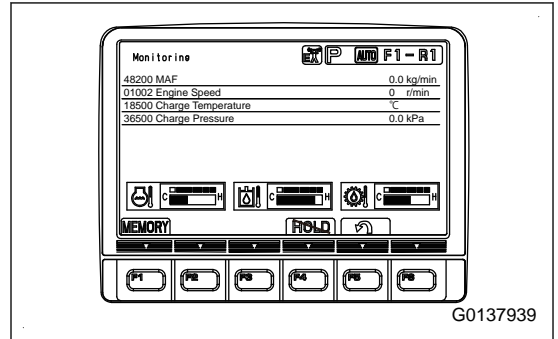 Monitoring EX P AUTO F1-R1
48200 MAF 0.0 kg/min
01002 Engine Speed 0 r/min
18500 Charge Temperature ℃
36500 Charge Pressure 0.0 kPa
C H C H C H
MEMORY HOLD
F1 F2 F3 F4 F5 F6
G0137939